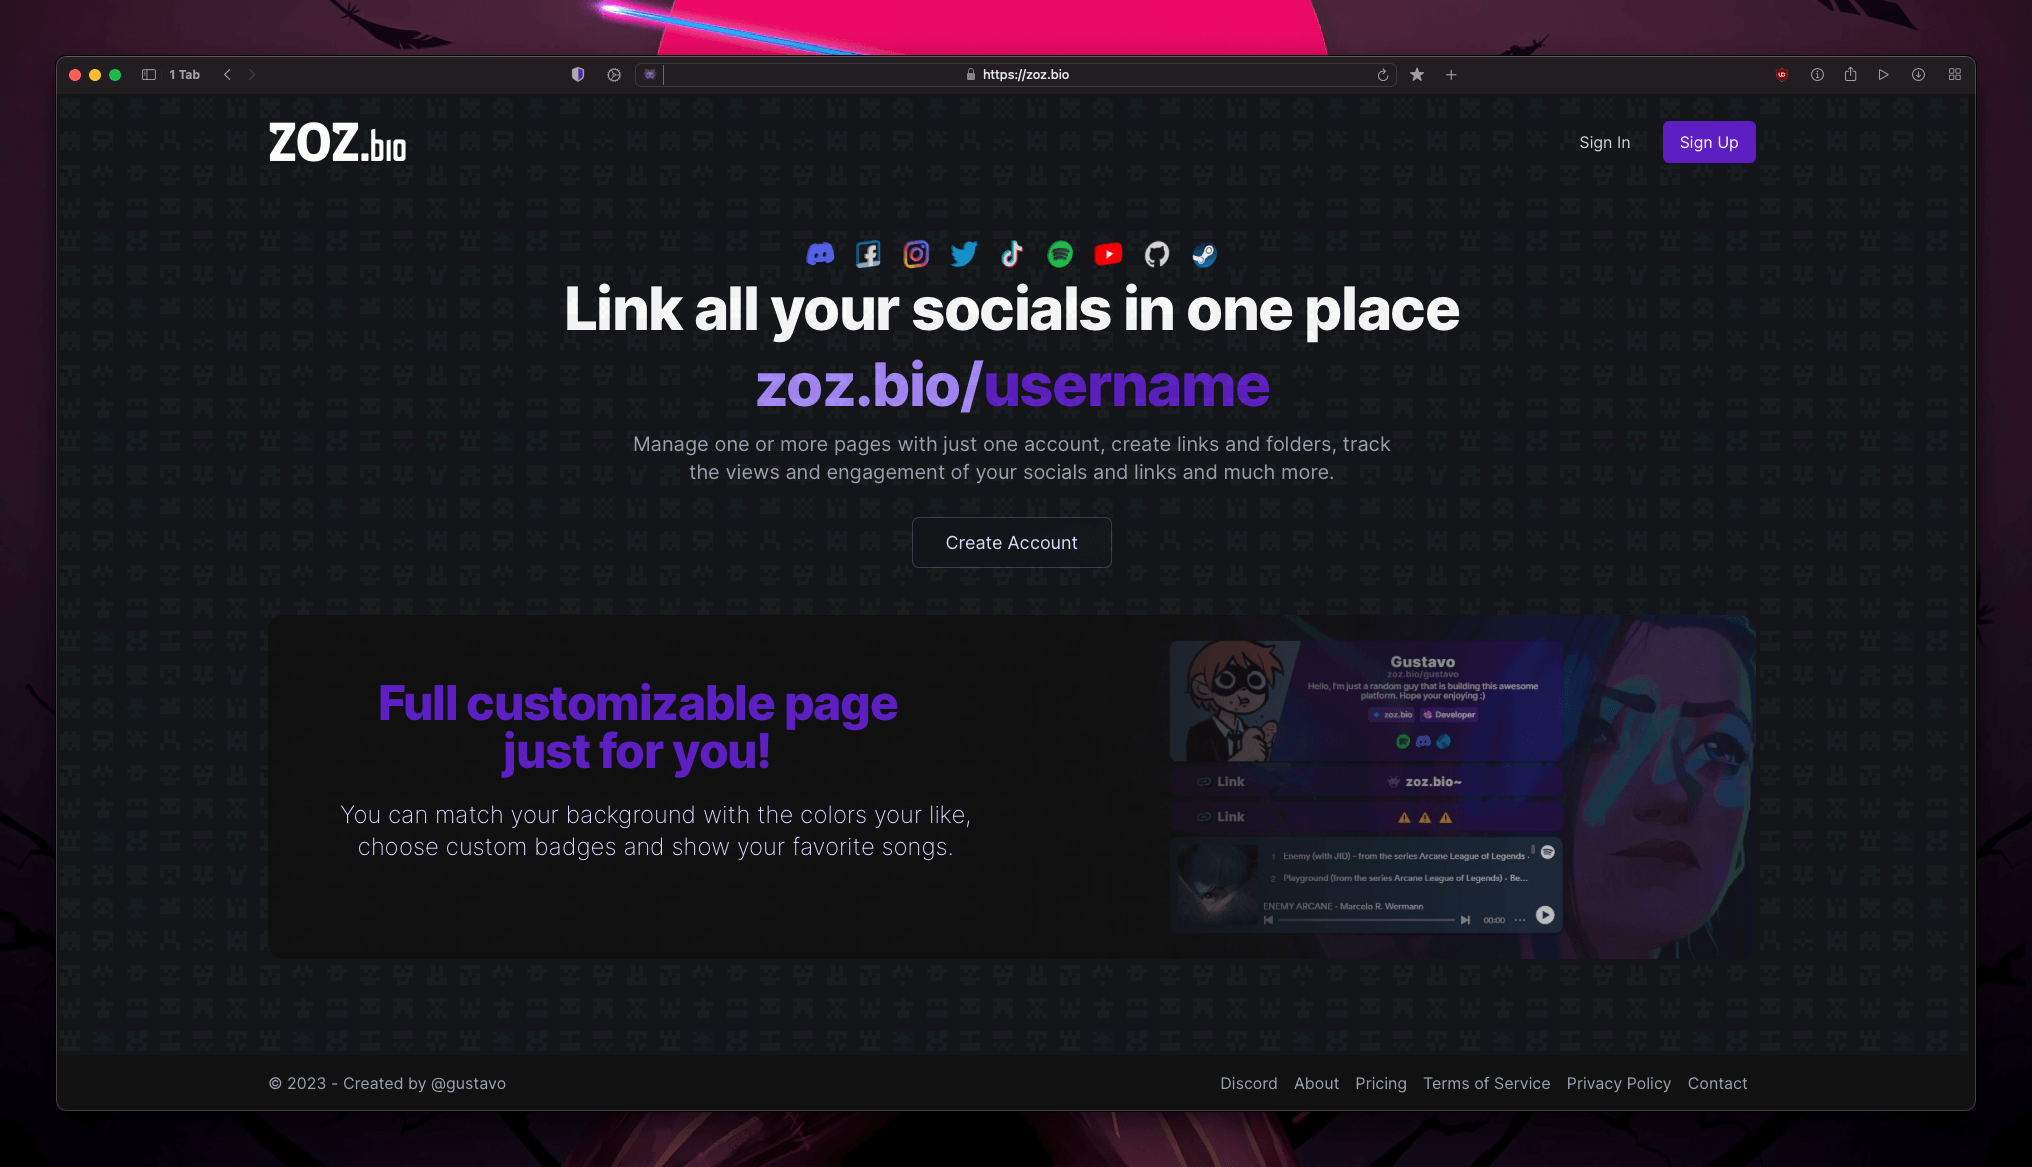 1 Tab
https://zoz.bio
ZOZ.bio
Sign In
Sign Up
Link all your socials in one place
zoz.bio/username
Manage one or more pages with just one account, create links and folders, track
the views and engagement of your socials and links and much more.
Create Account
Full customizable page
just for you!
You can match your background with the colors your like,
choose custom badges and show your favorite songs.
Gustavo
zoz.bio/gustavo
Hello, I'm just a random guy that is building this awesome
platform. Hope your enjoying :)
zoz.bio
Developer
Link
zoz.bio~
Link
1 Enemy (with JID) - from the series Arcane League of Legends
2 Playground (from the series Arcane League of Legends) • Be...
ENEMY ARCANE - Marcelo R. Wermann
00:00
© 2023 - Created by @gustavo
Discord
About
Pricing
Terms of Service
Privacy Policy
Contact